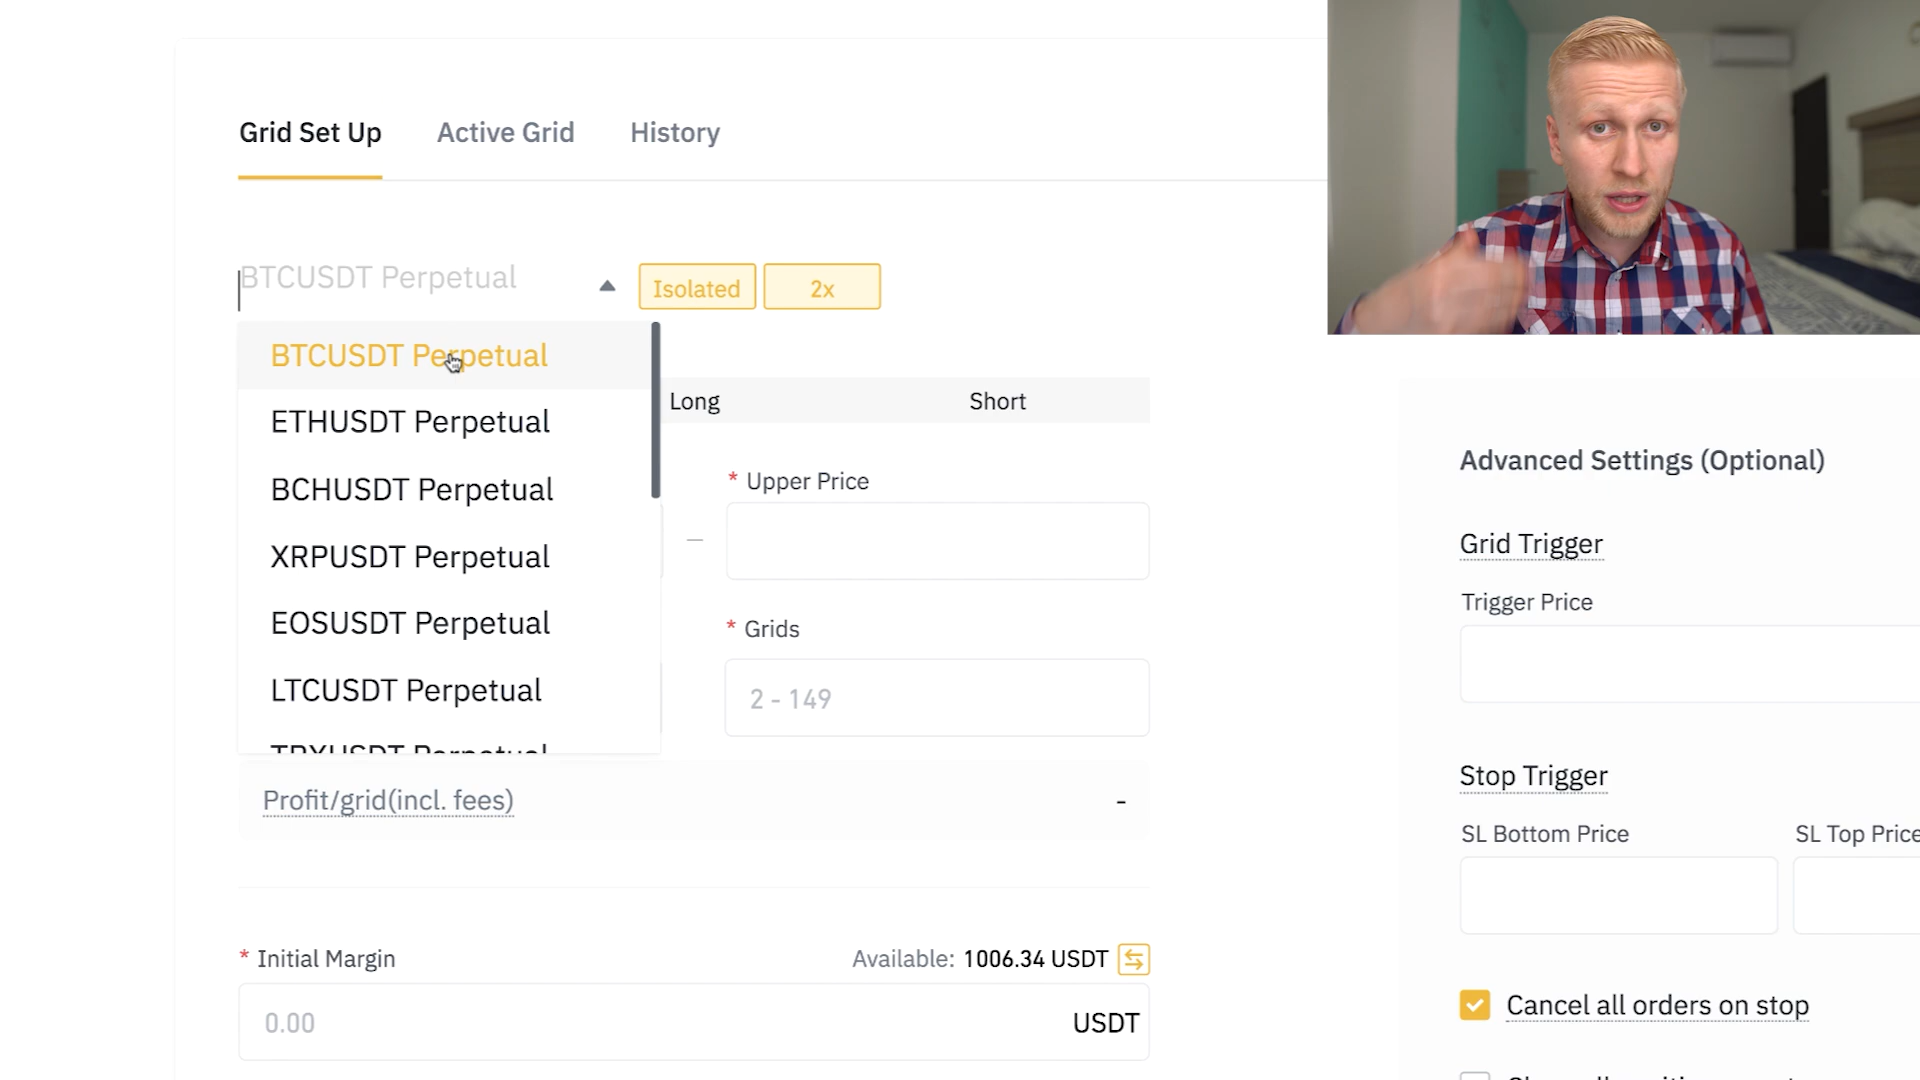 Grid Set Up Active Grid History
BTCUSDT Perpetual Isolated 2x
BTCUSDT Perpetual
ETHUSDT Perpetual
BCHUSDT Perpetual
XRPUSDT Perpetual
EOSUSDT Perpetual
LTCUSDT Perpetual
Long Short
* Upper Price
–
* Grids
2 - 149
Profit/grid(incl. fees) -
* Initial Margin Available: 1006.34 USDT
0.00 USDT
Advanced Settings (Optional)
Grid Trigger
Trigger Price
Stop Trigger
SL Bottom Price SL Top Price
Cancel all orders on stop